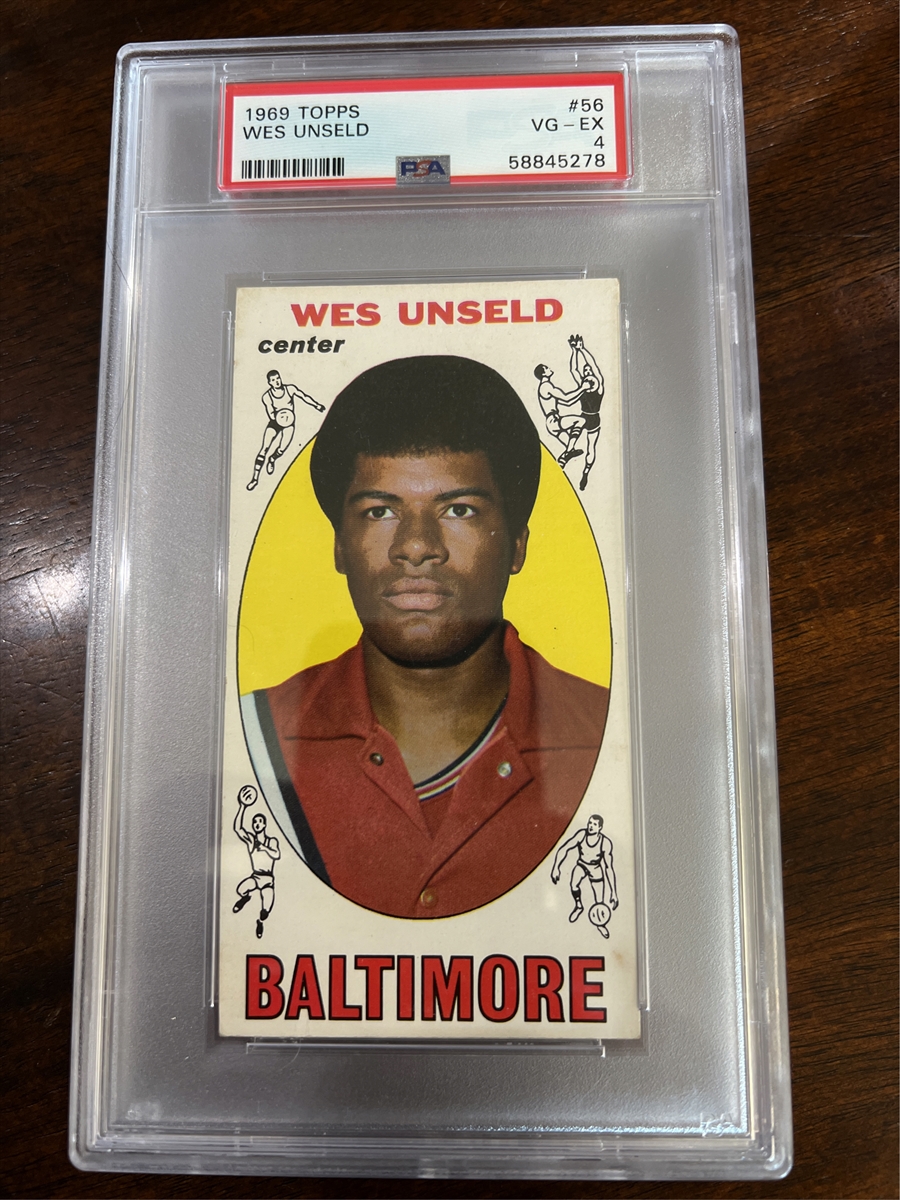 1969 TOPPS #56
WES UNSELD VG - EX
4
PSA 58845278
WES UNSELD
center
BALTIMORE